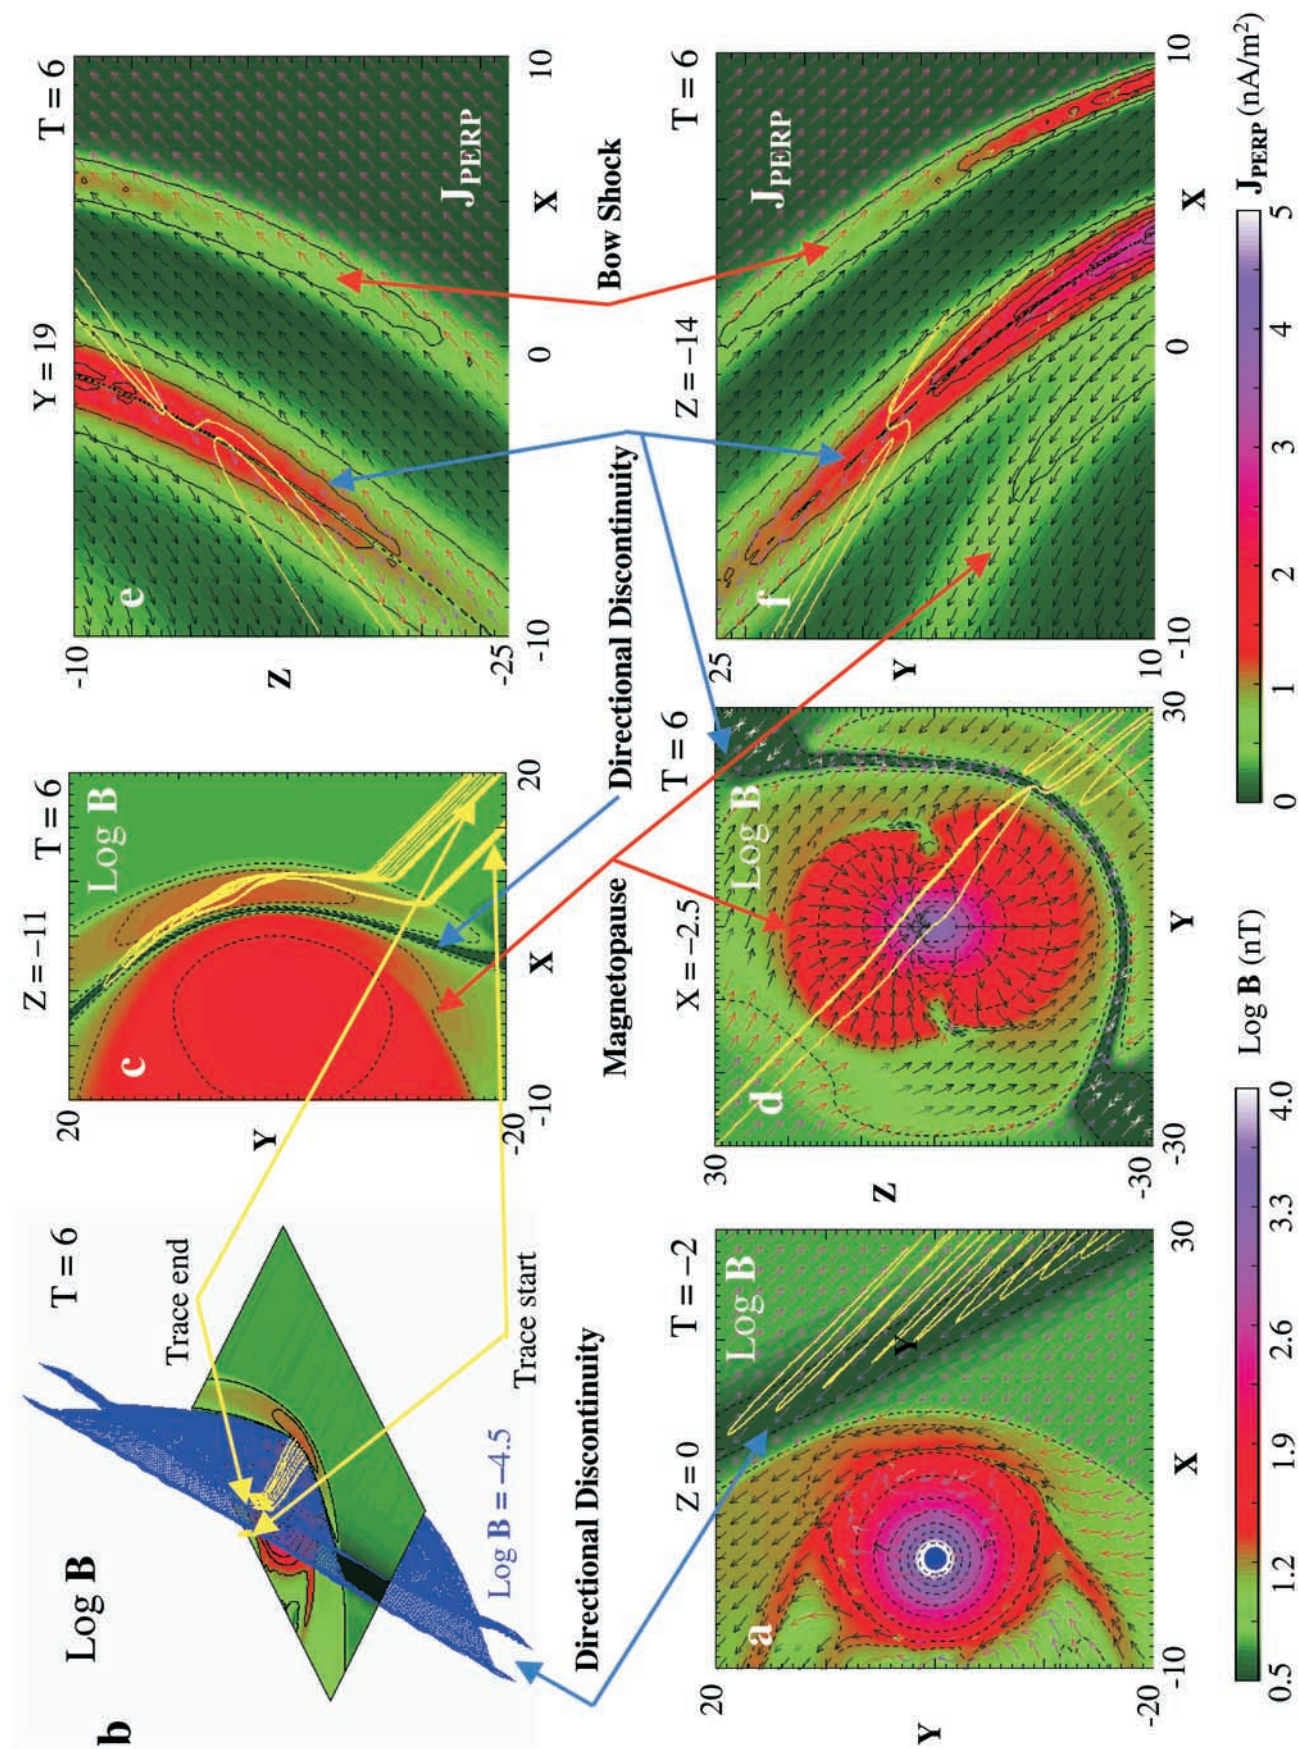 b
Log B
T = 6
Trace end
Trace start
Log B = -4.5
Directional Discontinuity
Z = -11
T = 6
c
Log B
20
Y
-20
-10
X
20
Magnetopause
Directional Discontinuity
Y = 19
T = 6
e
J PERP
-10
Z
-25
-10
0
X
10
Bow Shock
Z = 0
T = -2
a
Log B
Y
20
Y
-20
-10
X
30
X = -2.5
T = 6
d
Log B
30
Z
-30
-30
Y
30
Z = -14
T = 6
f
J PERP
25
Y
10
-10
0
X
10
Log B (nT)
0.5
1.2
1.9
2.6
3.3
4.0
J PERP (nA/m²)
0
1
2
3
4
5